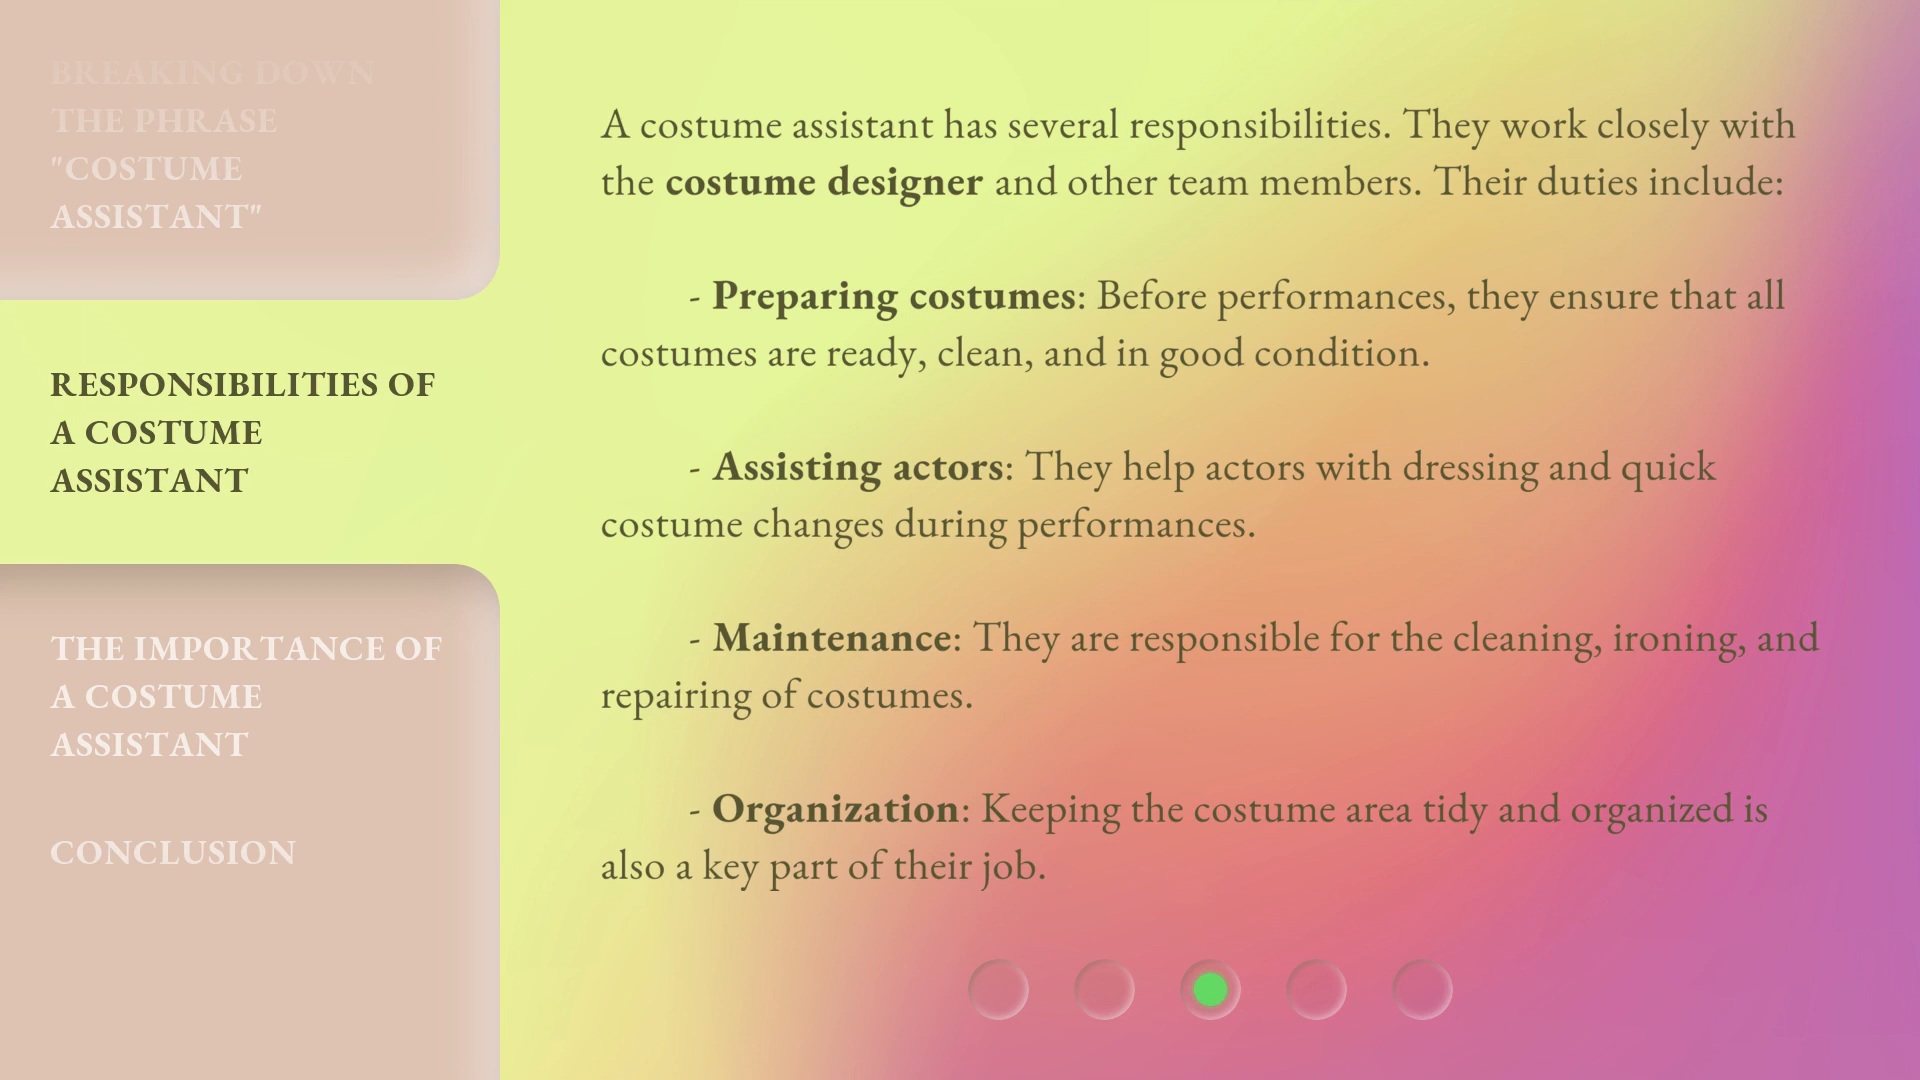 BREAKING DOWN
THE PHRASE
"COSTUME
ASSISTANT"
RESPONSIBILITIES OF
A COSTUME
ASSISTANT
THE IMPORTANCE OF
A COSTUME
ASSISTANT
CONCLUSION
A costume assistant has several responsibilities. They work closely with
the costume designer and other team members. Their duties include:
- Preparing costumes: Before performances, they ensure that all
costumes are ready, clean, and in good condition.
- Assisting actors: They help actors with dressing and quick
costume changes during performances.
- Maintenance: They are responsible for the cleaning, ironing, and
repairing of costumes.
- Organization: Keeping the costume area tidy and organized is
also a key part of their job.